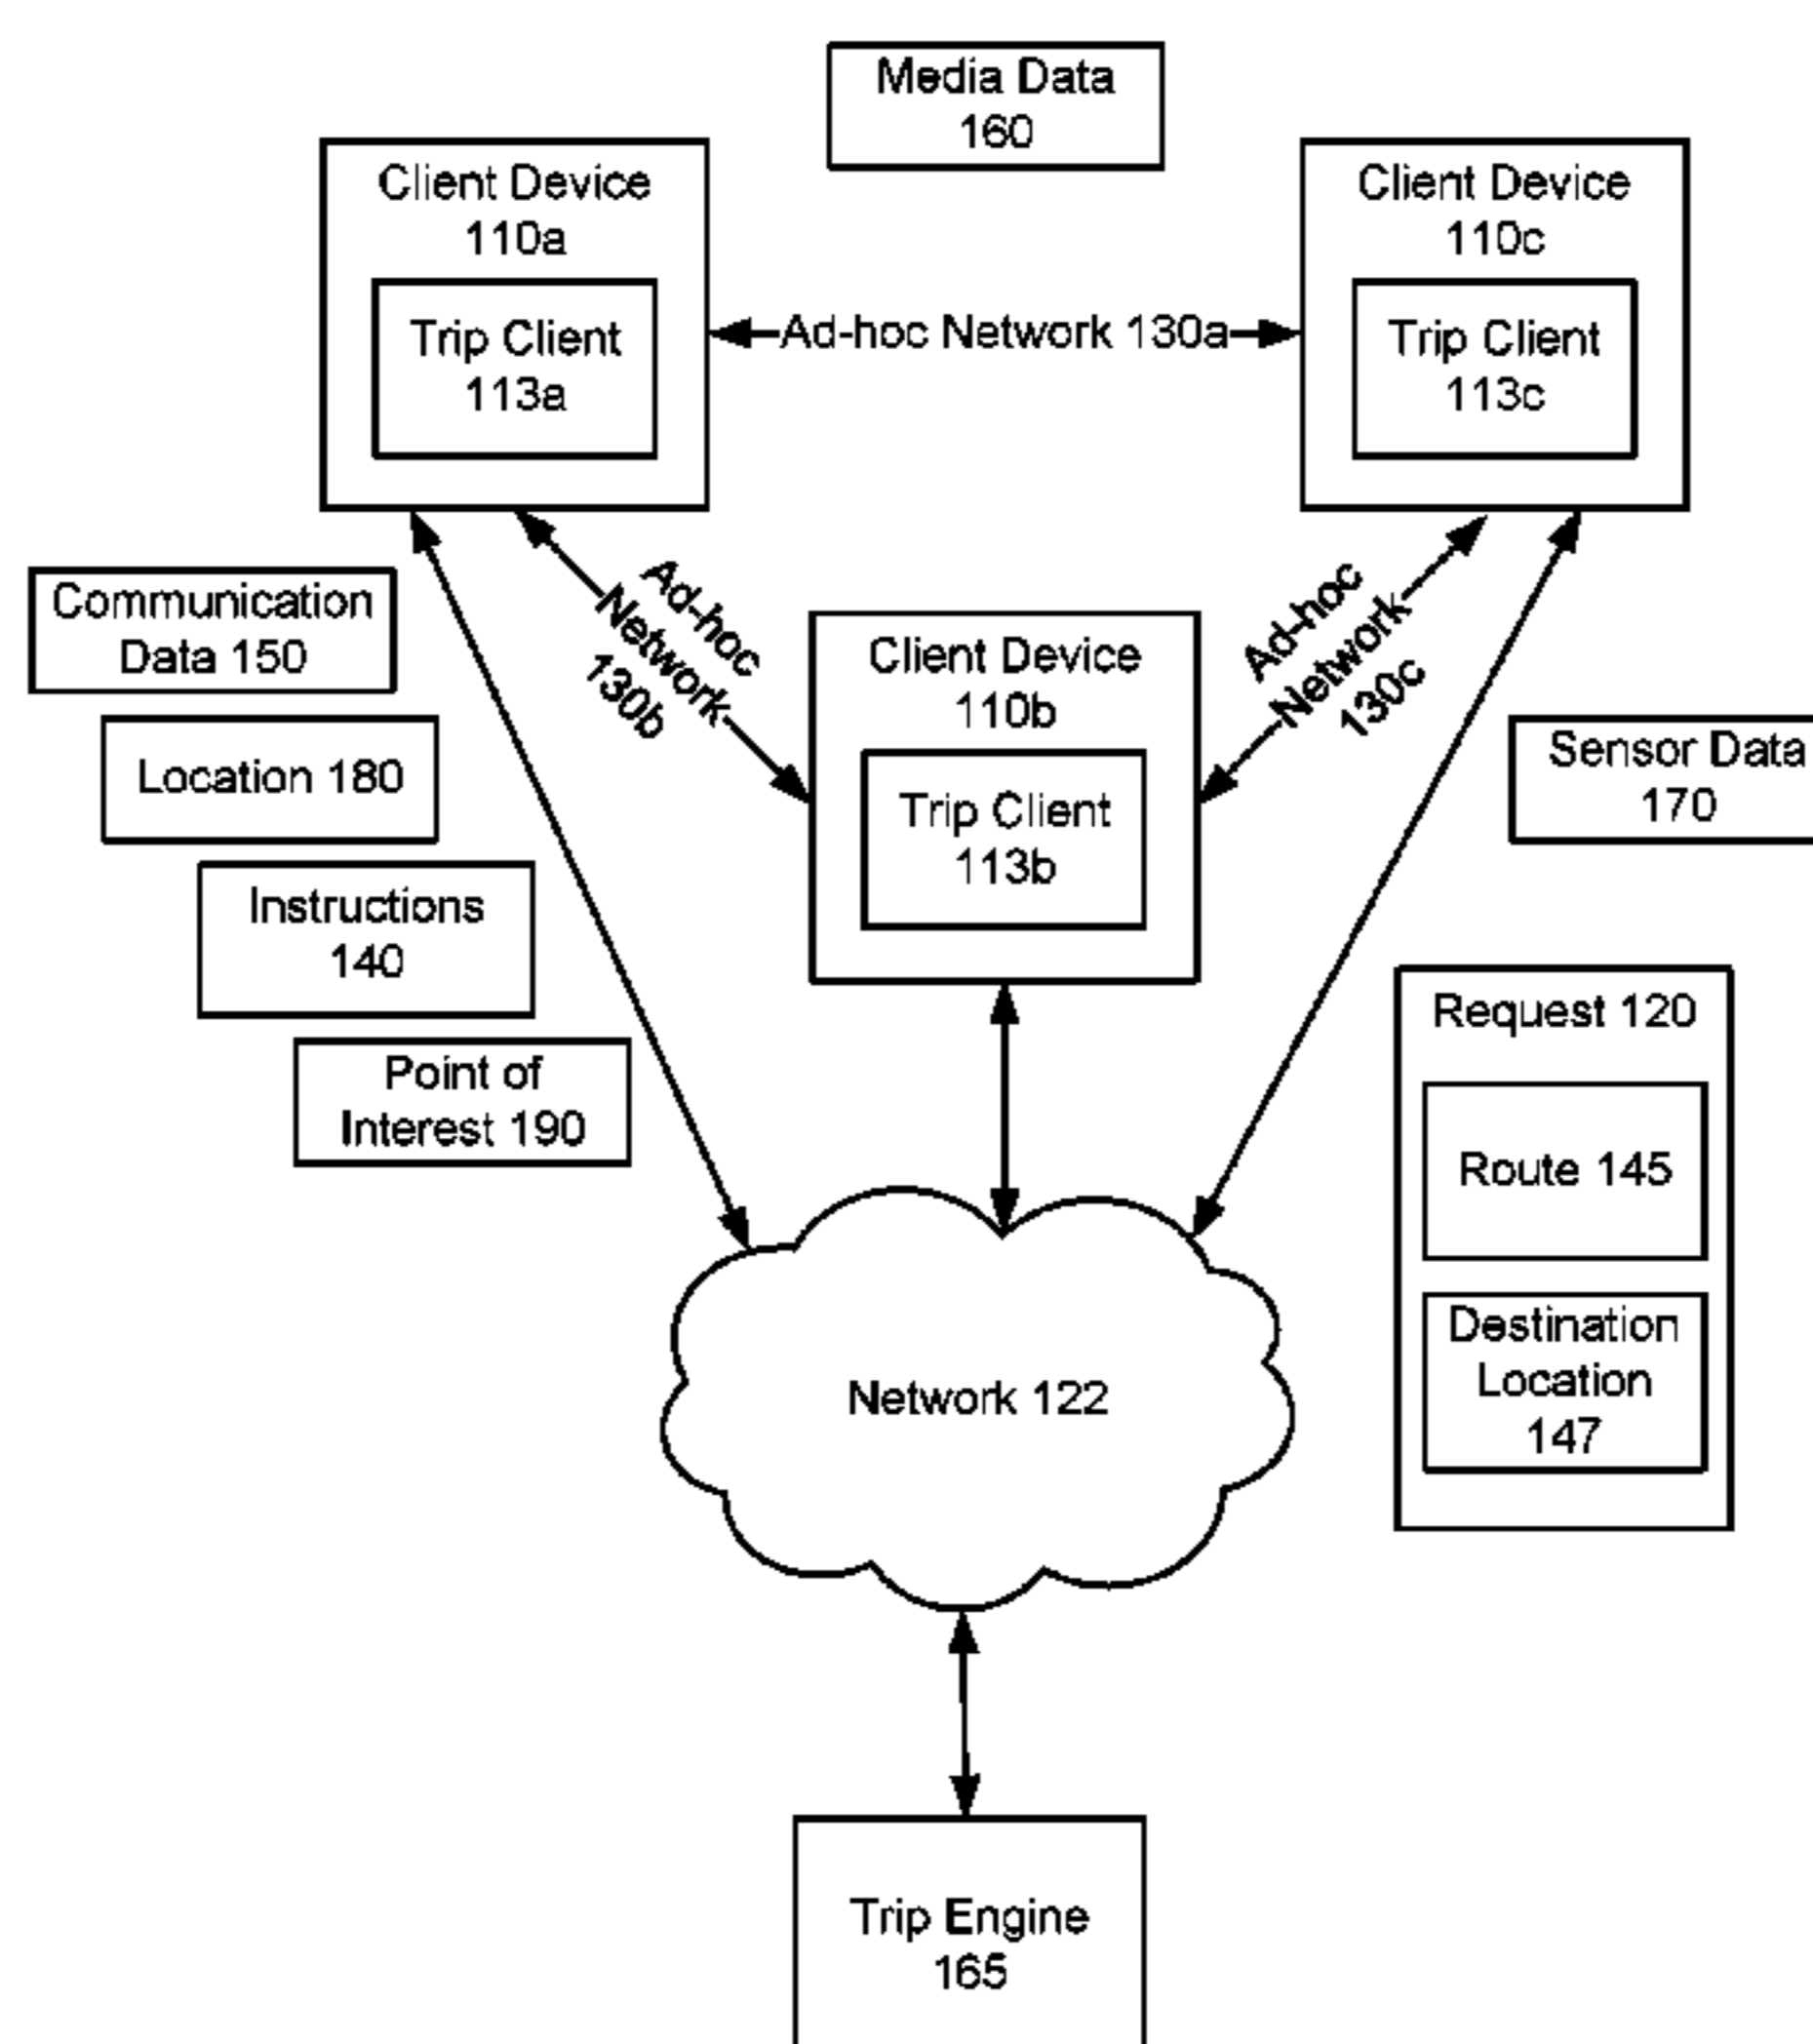 Media Data
160
Client Device
110a
Trip Client
113a
Ad-hoc Network 130a
Client Device
110c
Trip Client
113c
Communication
Data 150
Location 180
Instructions
140
Point of
Interest 190
Ad-hoc
Network
130b
Client Device
110b
Trip Client
113b
Ad-hoc
Network
130c
Sensor Data
170
Request 120
Route 145
Destination
Location
147
Network 122
Trip Engine
165